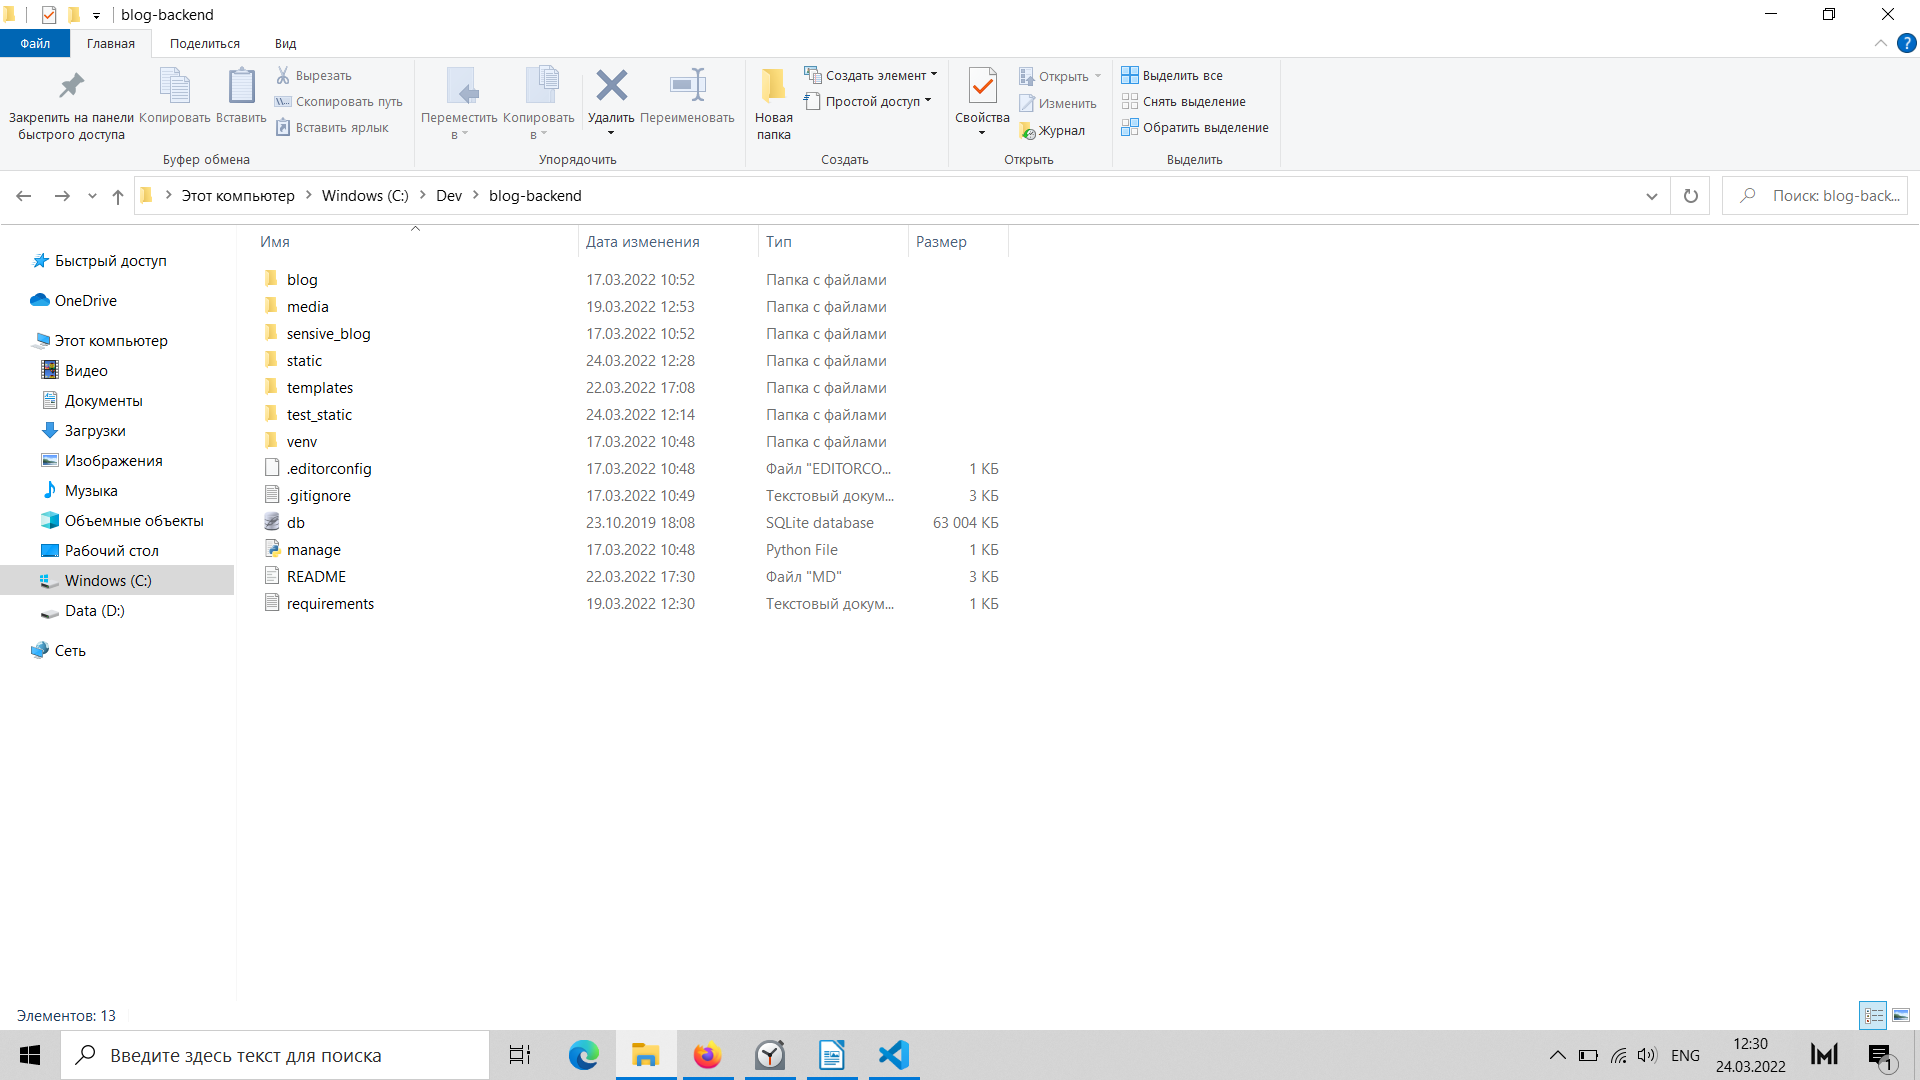 blog-backend
Файл Главная Поделиться Вид
Закрепить на панели быстрого доступа
Копировать
Вставить
Вырезать
Скопировать путь
Вставить ярлык
Буфер обмена
Переместить в
Копировать в
Удалить
Переименовать
Упорядочить
Новая папка
Создать элемент
Простой доступ
Создать
Свойства
Открыть
Изменить
Журнал
Открыть
Выделить все
Снять выделение
Обратить выделение
Выделить
Этот компьютер Windows (C:) Dev blog-backend
Поиск: blog-back...
Быстрый доступ
OneDrive
Этот компьютер
Видео
Документы
Загрузки
Изображения
Музыка
Объемные объекты
Рабочий стол
Windows (C:)
Data (D:)
Сеть
Имя Дата изменения Тип Размер
blog 17.03.2022 10:52 Папка с файлами
media 19.03.2022 12:53 Папка с файлами
sensive_blog 17.03.2022 10:52 Папка с файлами
static 24.03.2022 12:28 Папка с файлами
templates 22.03.2022 17:08 Папка с файлами
test_static 24.03.2022 12:14 Папка с файлами
venv 17.03.2022 10:48 Папка с файлами
.editorconfig 17.03.2022 10:48 Файл "EDITORCO... 1 КБ
.gitignore 17.03.2022 10:49 Текстовый докум... 3 КБ
db 23.10.2019 18:08 SQLite database 63 004 КБ
manage 17.03.2022 10:48 Python File 1 КБ
README 22.03.2022 17:30 Файл "MD" 3 КБ
requirements 19.03.2022 12:30 Текстовый докум... 1 КБ
Элементов: 13
Введите здесь текст для поиска
ENG
12:30
24.03.2022
1